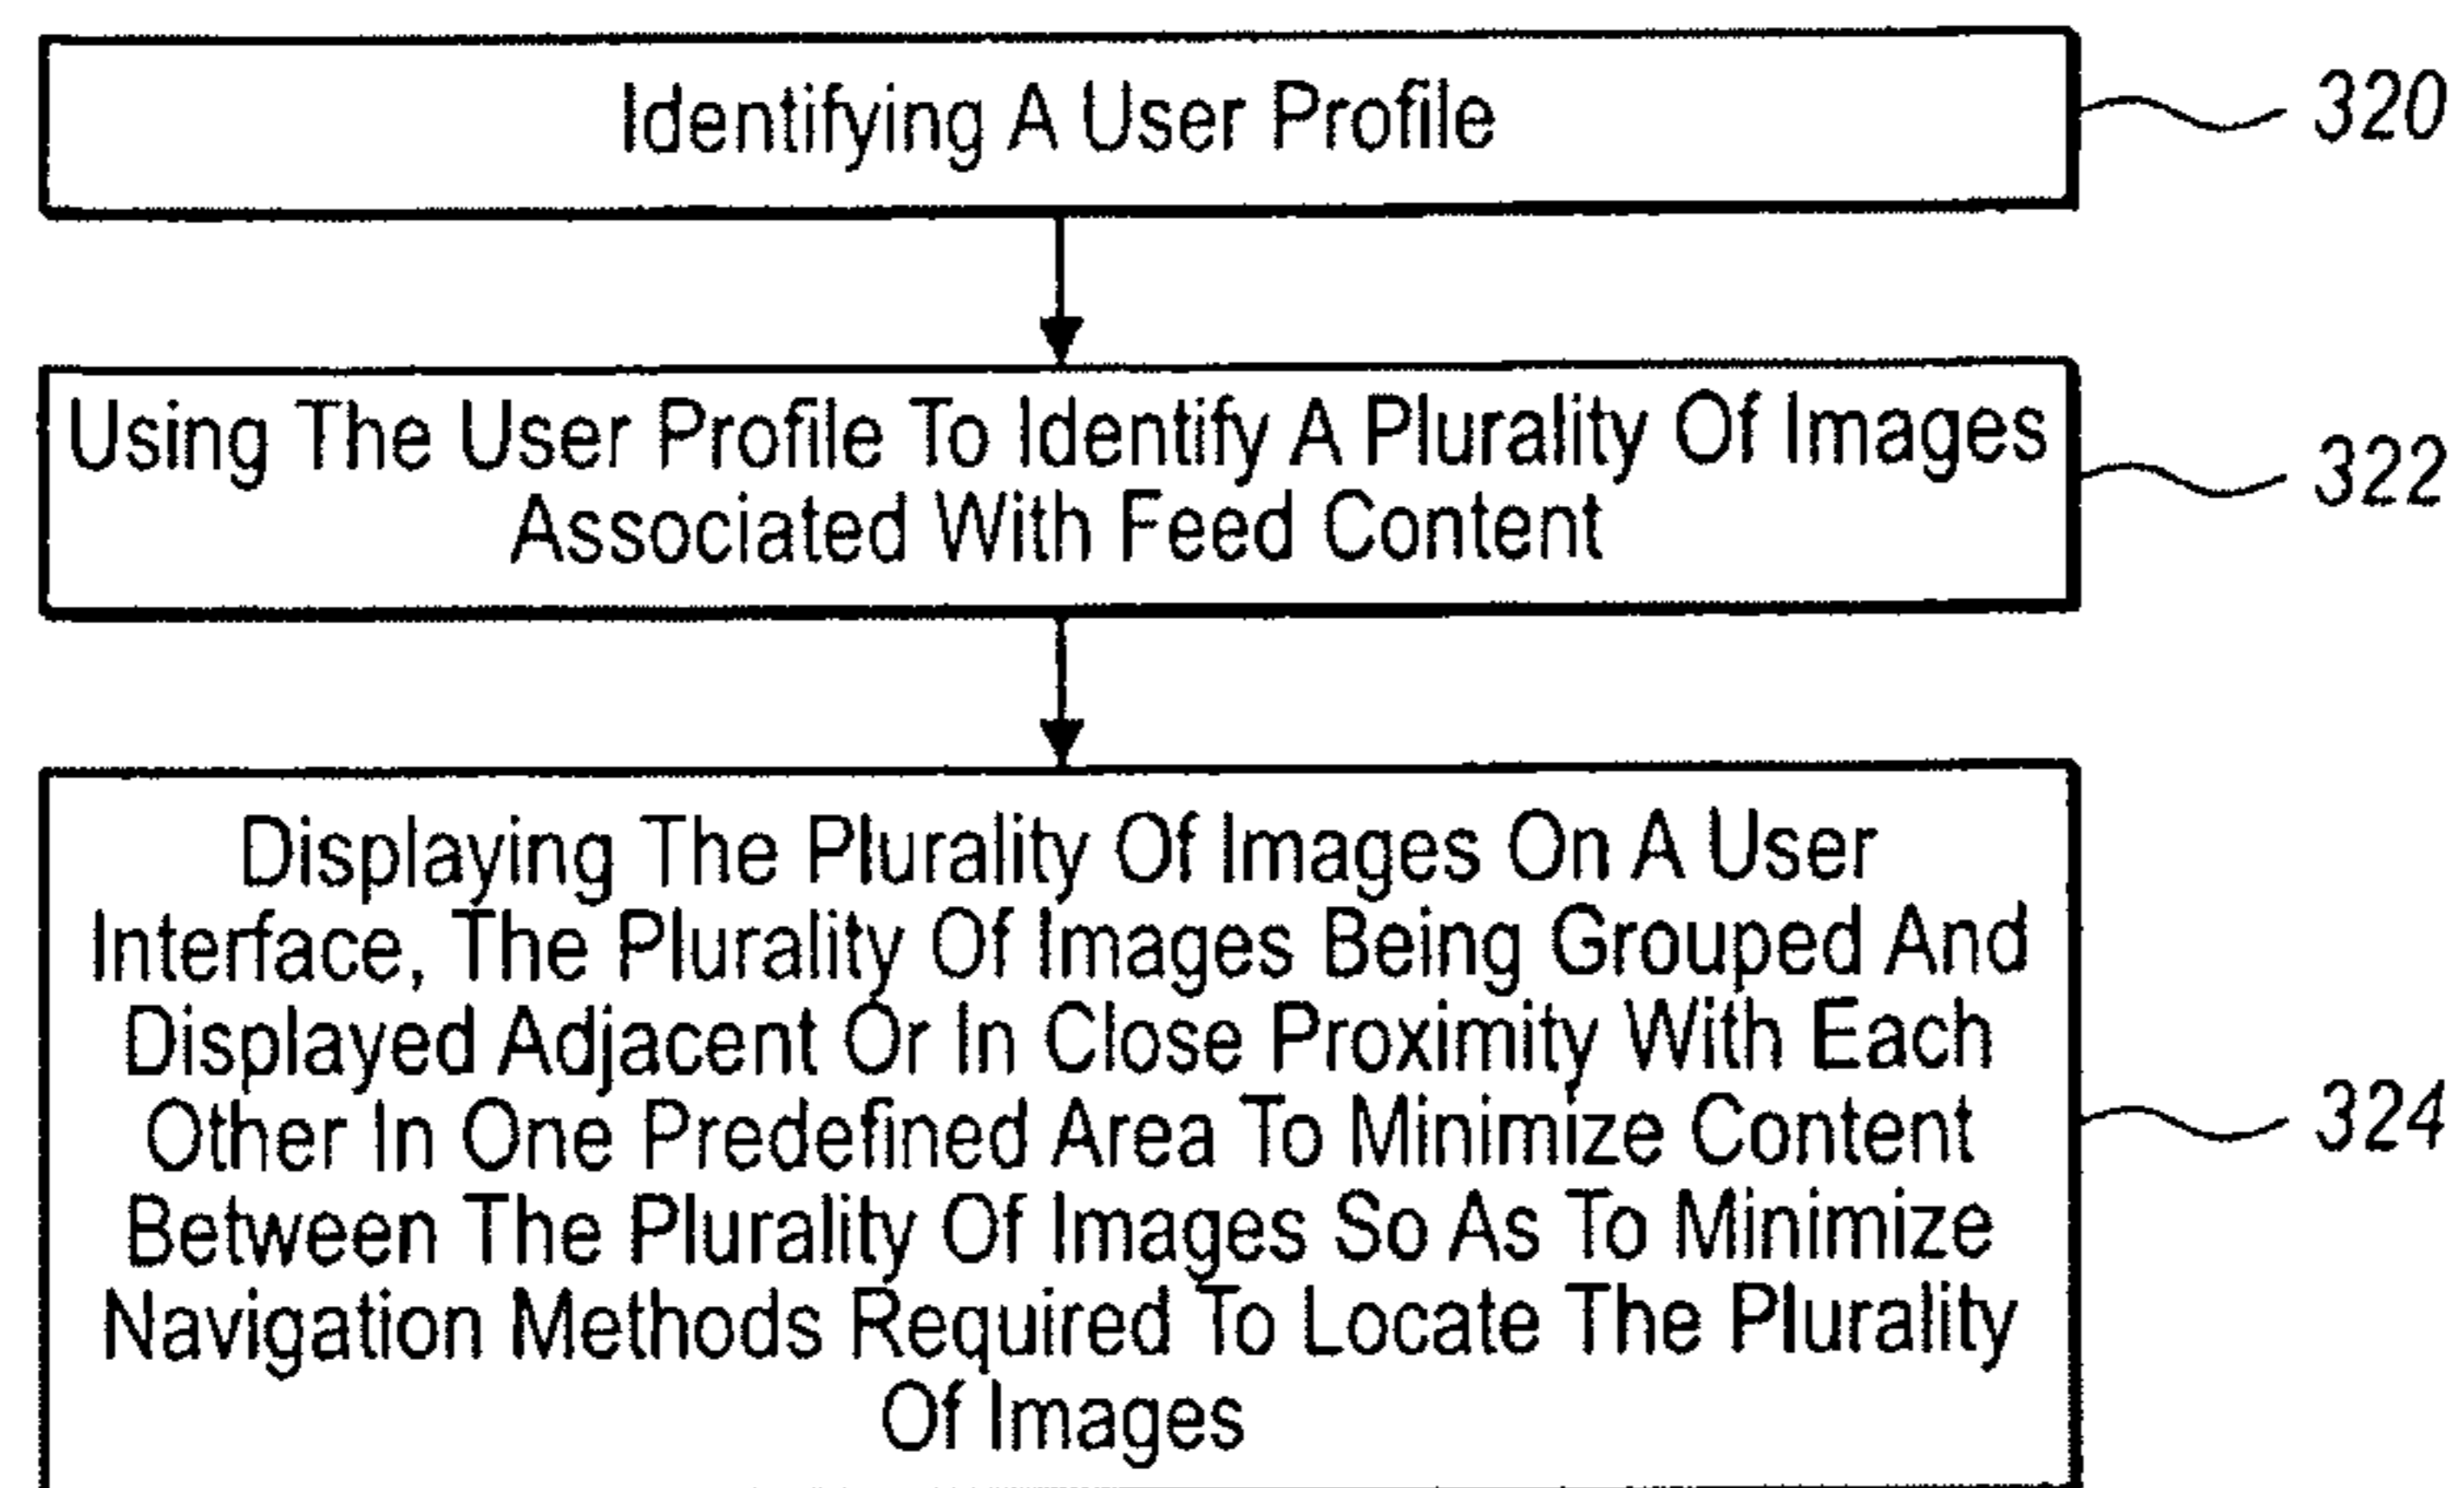 Identifying A User Profile
320
Using The User Profile To Identify A Plurality Of Images
Associated With Feed Content
322
Displaying The Plurality Of Images On A User
Interface, The Plurality Of Images Being Grouped And
Displayed Adjacent Or In Close Proximity With Each
Other In One Predefined Area To Minimize Content
Between The Plurality Of Images So As To Minimize
Navigation Methods Required To Locate The Plurality
Of Images
324